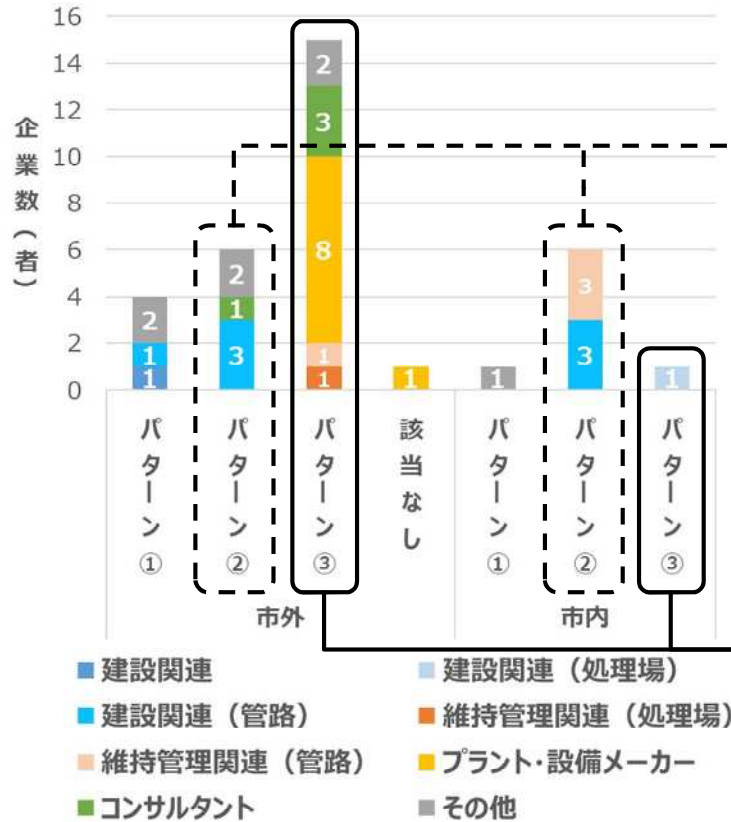 企業数（者）
16
14
12
10
8
6
4
2
0
2
1
1
2
1
3
2
3
8
1
1
1
1
3
3
1
パターン①
パターン②
パターン③
該当なし
パターン①
パターン②
パターン③
市外
市内
建設関連
建設関連（処理場）
建設関連（管路）
維持管理関連（処理場）
維持管理関連（管路）
プラント・設備メーカー
コンサルタント
その他